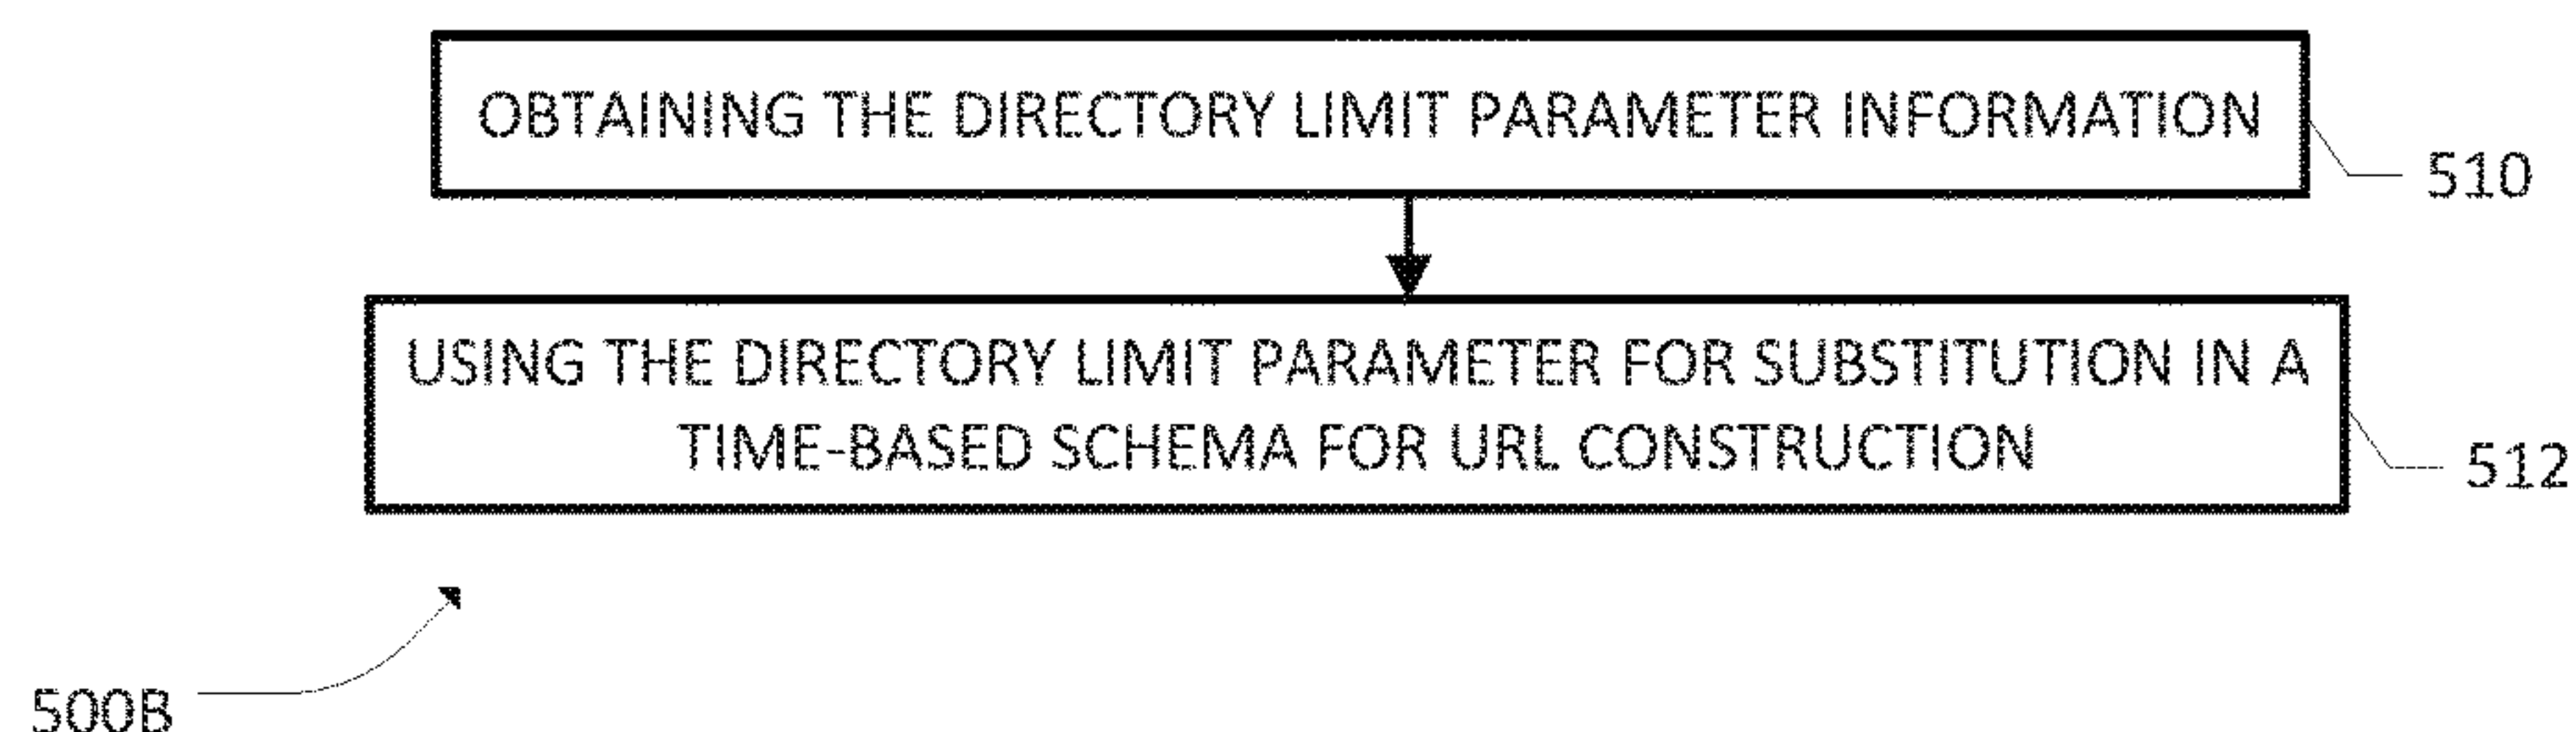 OBTAINING THE DIRECTORY LIMIT PARAMETER INFORMATION
510
USING THE DIRECTORY LIMIT PARAMETER FOR SUBSTITUTION IN A
TIME-BASED SCHEMA FOR URL CONSTRUCTION
512
500B